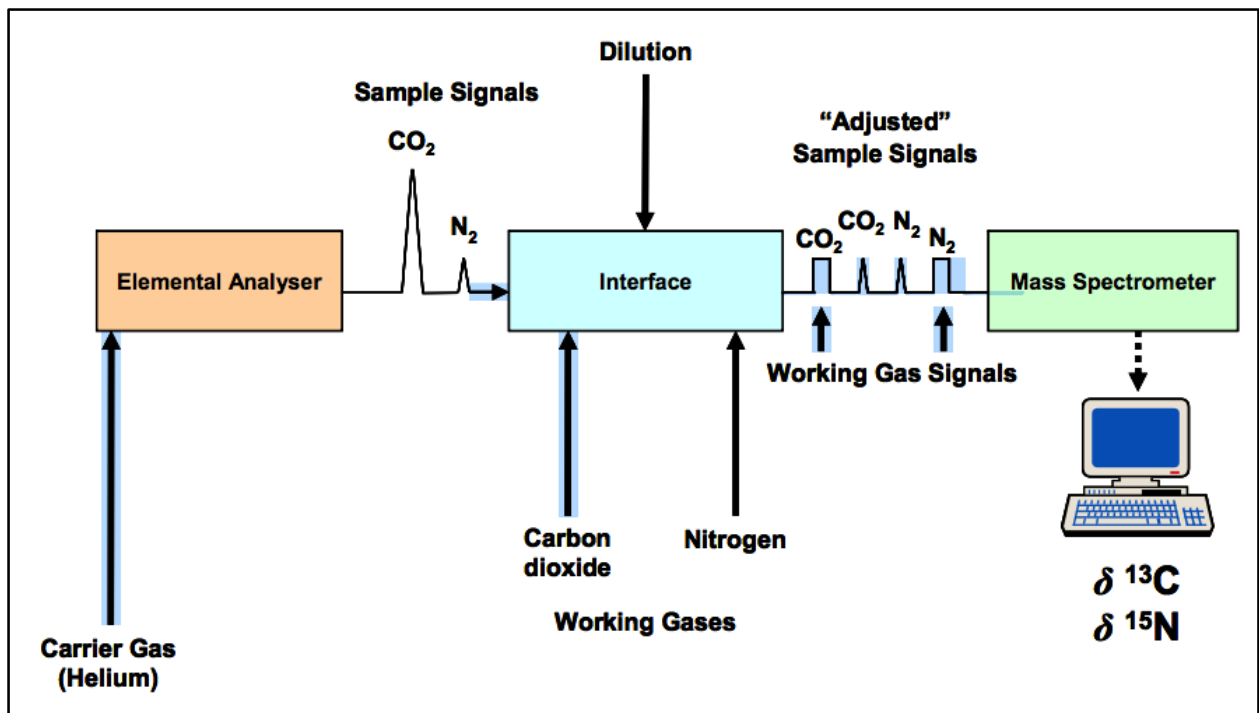 Dilution
Sample Signals
“Adjusted”
Sample Signals
CO₂
N₂
CO₂
CO₂
N₂
N₂
Elemental Analyser
Interface
Mass Spectrometer
Working Gas Signals
Carbon
dioxide
Nitrogen
Working Gases
Carrier Gas
(Helium)
δ ¹³C
δ ¹⁵N